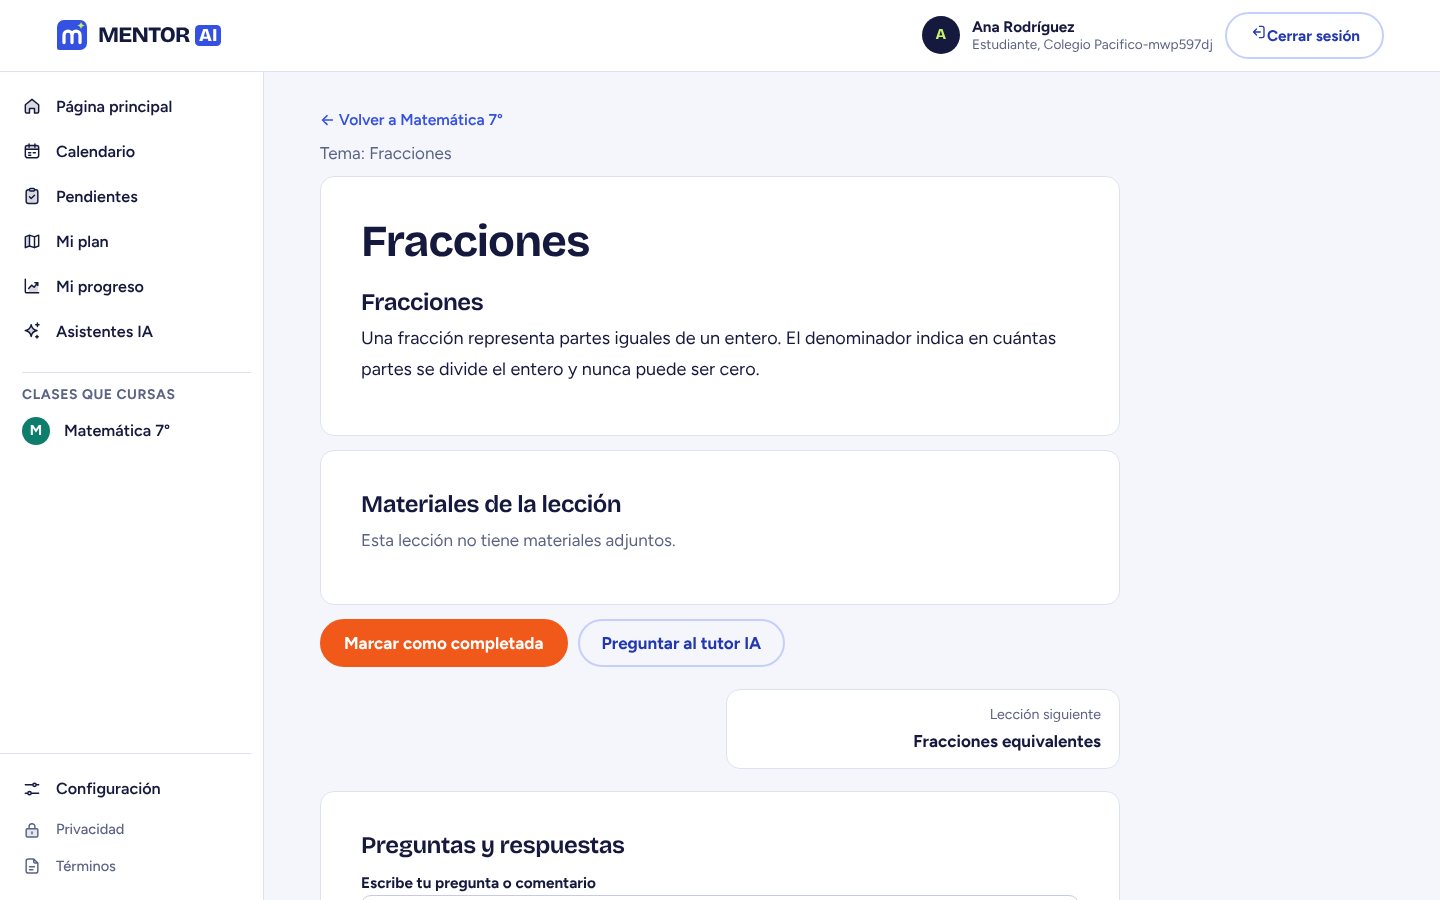 MENTOR AI
A
Ana Rodríguez
Estudiante, Colegio Pacifico-mwp597dj
Cerrar sesión
Página principal
Calendario
Pendientes
Mi plan
Mi progreso
Asistentes IA
CLASES QUE CURSAS
M
Matemática 7°
Configuración
Privacidad
Términos
← Volver a Matemática 7°
Tema: Fracciones
Fracciones
Fracciones
Una fracción representa partes iguales de un entero. El denominador indica en cuántas
partes se divide el entero y nunca puede ser cero.
Materiales de la lección
Esta lección no tiene materiales adjuntos.
Marcar como completada
Preguntar al tutor IA
Lección siguiente
Fracciones equivalentes
Preguntas y respuestas
Escribe tu pregunta o comentario